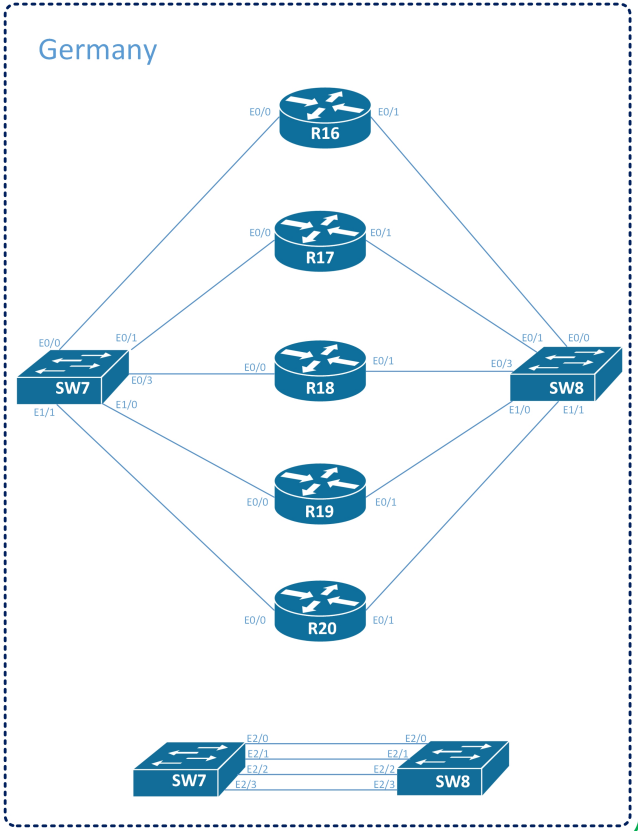 Germany
E0/0
E0/1
R16
E0/0
E0/1
R17
E0/0
E0/1
E0/1
E0/0
E0/0
E0/1
E0/3
E0/3
R18
SW7
SW8
E1/1
E1/0
E1/0
E1/1
E0/0
E0/1
R19
E0/0
E0/1
R20
E2/0
E2/0
E2/1
E2/1
E2/2
E2/2
SW7
E2/3
E2/3
SW8